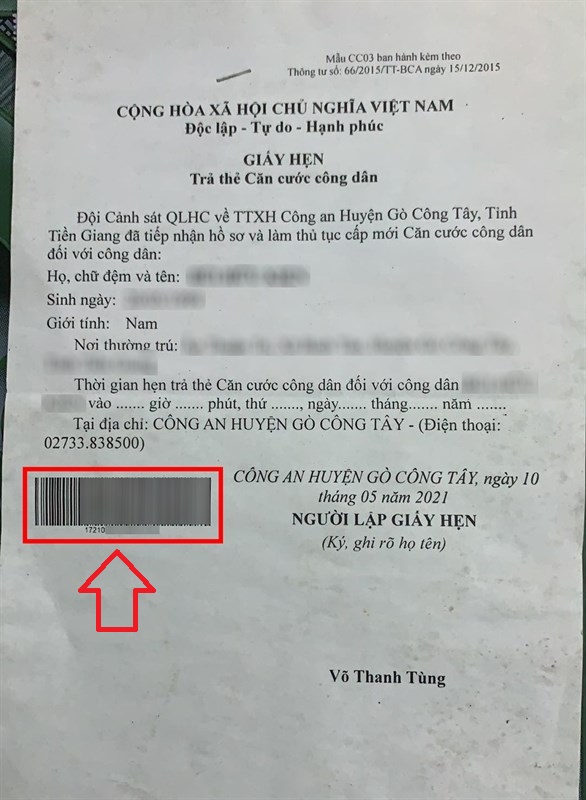 Mẫu CC03 ban hành kèm theo
Thông tư số: 66/2015/TT-BCA ngày 15/12/2015
CỘNG HÒA XÃ HỘI CHỦ NGHĨA VIỆT NAM
Độc lập - Tự do - Hạnh phúc
GIẤY HẸN
Trả thẻ Căn cước công dân
Đội Cảnh sát QLHC về TTXH Công an Huyện Gò Công Tây, Tỉnh
Tiền Giang đã tiếp nhận hồ sơ và làm thủ tục cấp mới Căn cước công dân
đối với công dân:
Họ, chữ đệm và tên:
Sinh ngày:
Giới tính: Nam
Nơi thường trú:
Thời gian hẹn trả thẻ Căn cước công dân đối với công dân
vào ....... giờ ....... phút, thứ ......., ngày....... tháng....... năm .......
Tại địa chỉ: CÔNG AN HUYỆN GÒ CÔNG TÂY - (Điện thoại:
02733.838500)
CÔNG AN HUYỆN GÒ CÔNG TÂY, ngày 10
tháng 05 năm 2021
17210
NGƯỜI LẬP GIẤY HẸN
(Ký, ghi rõ họ tên)
Võ Thanh Tùng